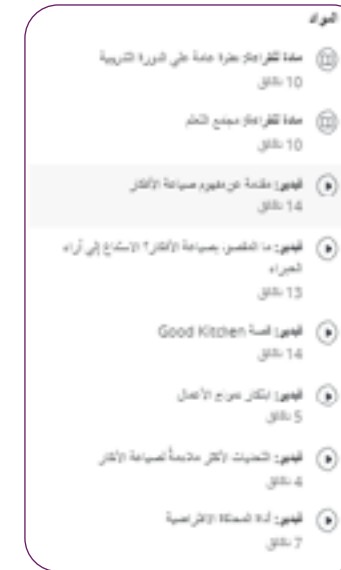 المواد
مادة للقراءة: نظرة عامة على الدورة التدريبية
10 دقائق
مادة للقراءة: مجتمع التعلم
10 دقائق
فيديو: مقدمة عن مفهوم صياغة الأفكار
14 دقائق
فيديو: ما المقصود بصياغة الأفكار؟ الاستماع إلى آراء
الخبراء
13 دقائق
فيديو: قصة Good Kitchen
14 دقائق
فيديو: ابتكار نموذج الأعمال
5 دقائق
فيديو: التحديات الأكثر ملاءمةً لصياغة الأفكار
4 دقائق
فيديو: أداة المحاكاة الافتراضية
7 دقائق